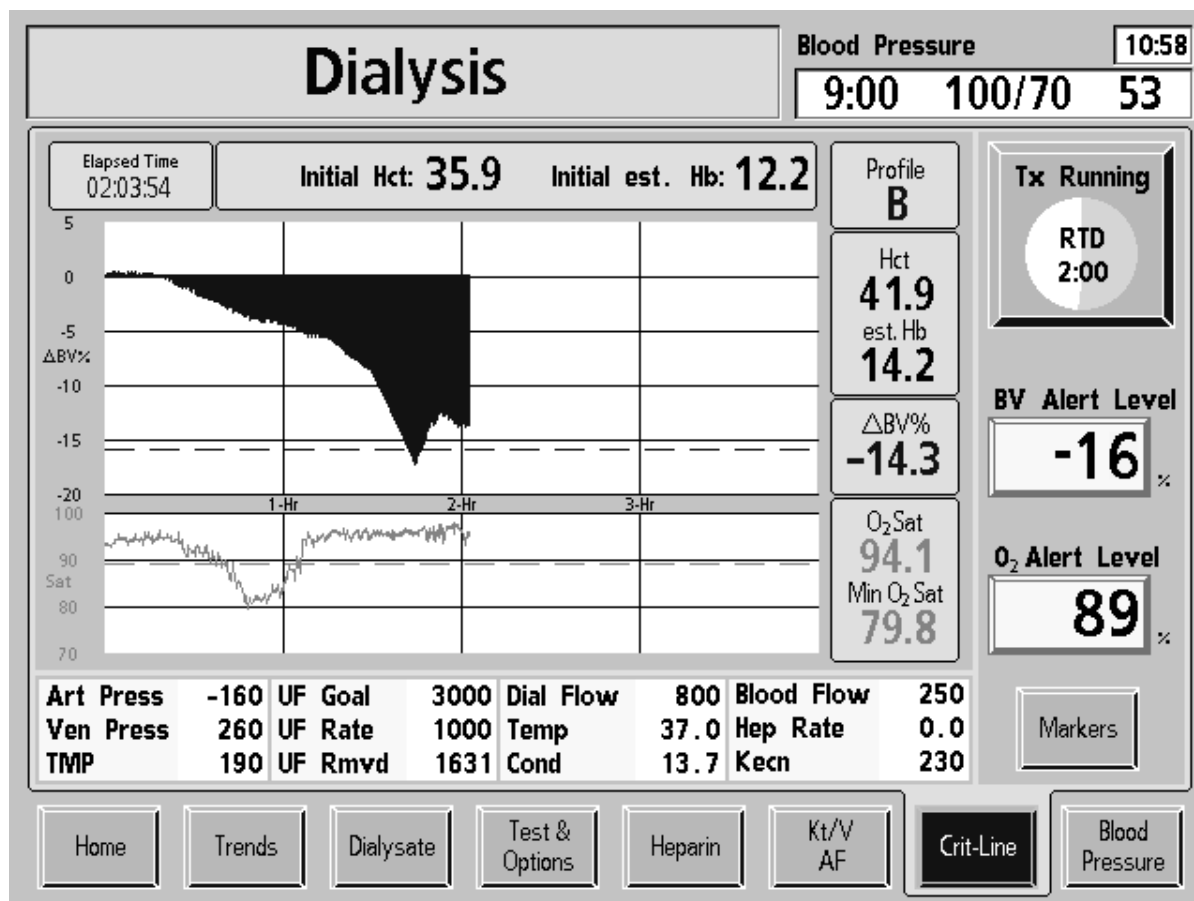 Dialysis
Blood Pressure 10:58
9:00 100/70 53
Elapsed Time
02:03:54
Initial Hct: 35.9 Initial est. Hb: 12.2
Profile
B
Tx Running
RTD
2:00
5
0
-5
ΔBV%
-10
-15
-20
1-Hr 2-Hr 3-Hr
100
90
Sat
80
70
Hct
41.9
est. Hb
14.2
ΔBV%
-14.3
O₂Sat
94.1
Min O₂ Sat
79.8
BV Alert Level
-16 %
O₂ Alert Level
89 %
Art Press -160 UF Goal 3000 Dial Flow 800 Blood Flow 250
Ven Press 260 UF Rate 1000 Temp 37.0 Hep Rate 0.0
TMP 190 UF Rmvd 1631 Cond 13.7 Kecn 230
Markers
Home
Trends
Dialysate
Test &
Options
Heparin
Kt/V
AF
Crit-Line
Blood
Pressure